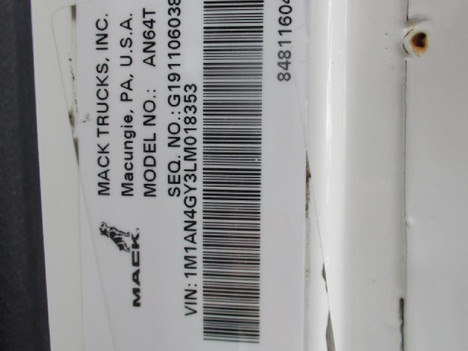 MACK TRUCKS, INC.
Macungie, PA, U.S.A.
MODEL NO.: AN64T
SEQ. NO.: G191106038
VIN: 1M1AN4GY3LM018353
84811604
MACK